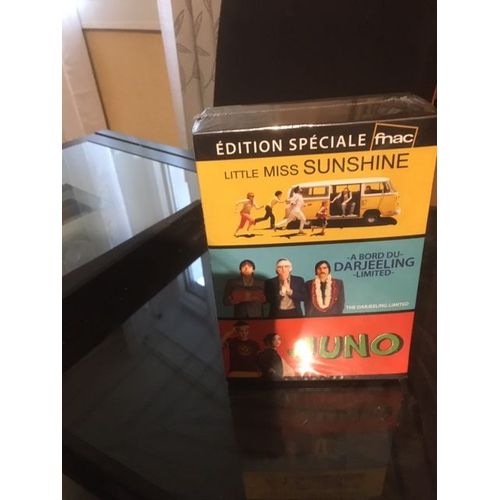 ÉDITION SPÉCIALE fnac
LITTLE MISS SUNSHINE
-A BORD DU-
DARJEELING
-LIMITED-
THE DARJEELING LIMITED
JUNO